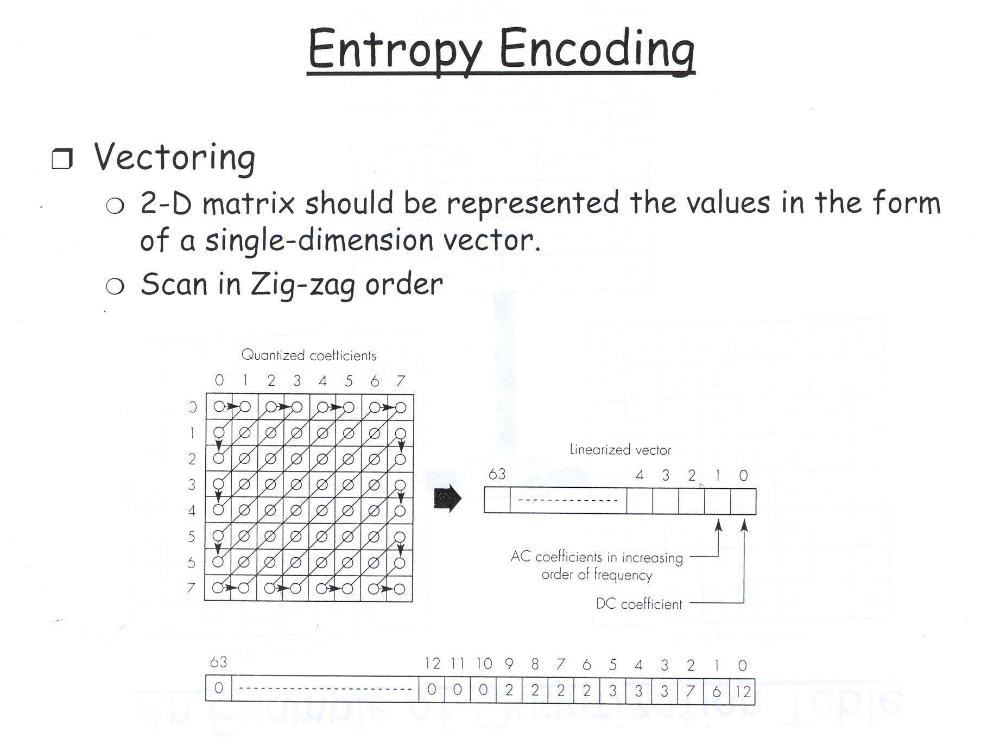 Entropy Encoding
Vectoring
2-D matrix should be represented the values in the form
of a single-dimension vector.
Scan in Zig-zag order
Quantized coefficients
0 1 2 3 4 5 6 7
0
1
2
3
4
5
6
7
Linearized vector
63 4 3 2 1 0
AC coefficients in increasing
order of frequency
DC coefficient
63 12 11 10 9 8 7 6 5 4 3 2 1 0
0 0 0 0 2 2 2 2 3 3 3 7 6 12